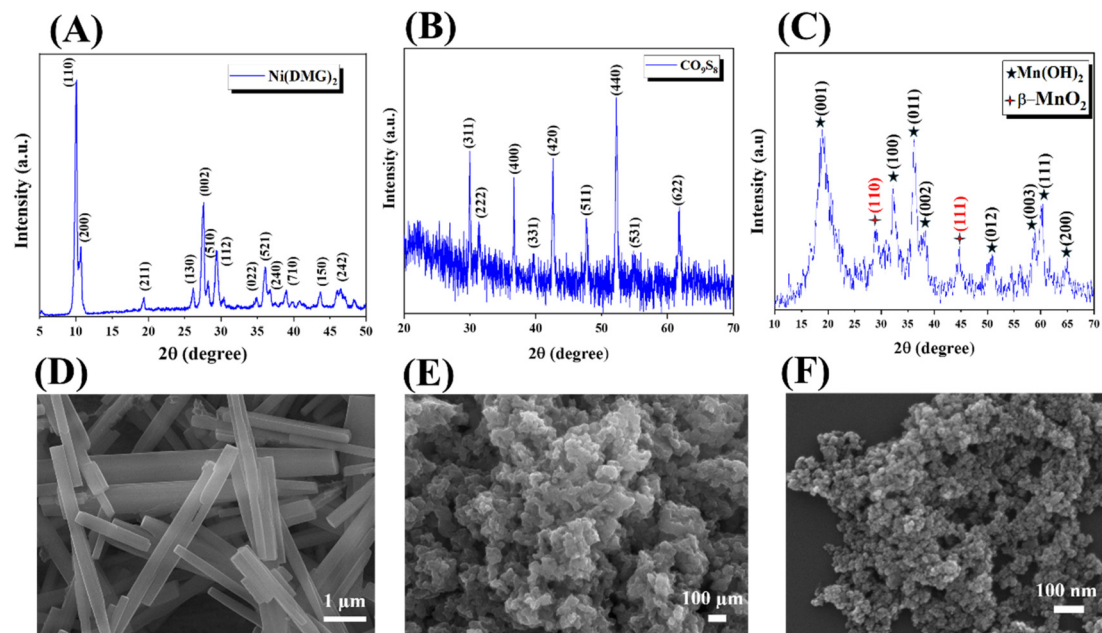 (A)
Intensity (a.u.)
Ni(DMG)₂
(110)
(200)
(211)
(130)
(002)
(510)
(112)
(022)
(521)
(240)
(710)
(150)
(242)
5 10 20 30 40 50
2θ (degree)
(B)
Intensity (a.u.)
CO₉S₈
(311)
(222)
(400)
(331)
(420)
(511)
(440)
(531)
(622)
20 30 40 50 60 70
2θ (degree)
(C)
Intensity (a.u.)
★Mn(OH)₂
+β–MnO₂
(001)
(110)
(100)
(011)
(002)
(111)
(012)
(003)
(111)
(200)
10 15 20 25 30 35 40 45 50 55 60 65 70
2θ (degree)
(D)
1 μm
(E)
100 μm
(F)
100 nm